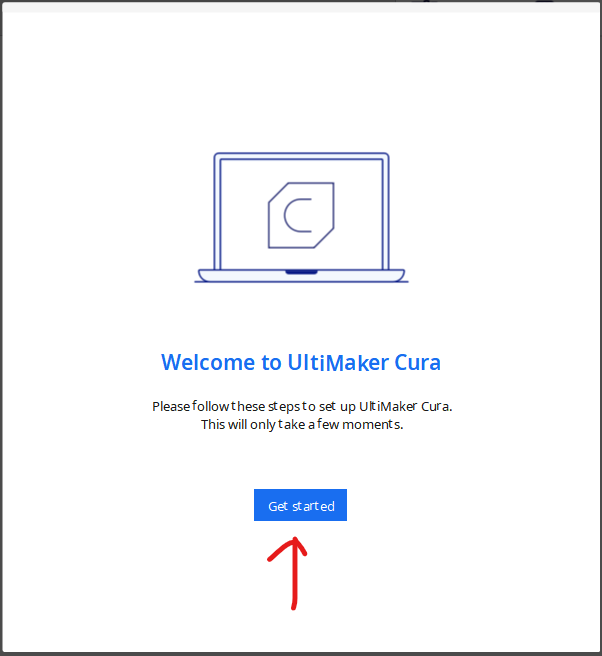 Welcome to UltiMaker Cura
Please follow these steps to set up UltiMaker Cura.
This will only take a few moments.
Get started